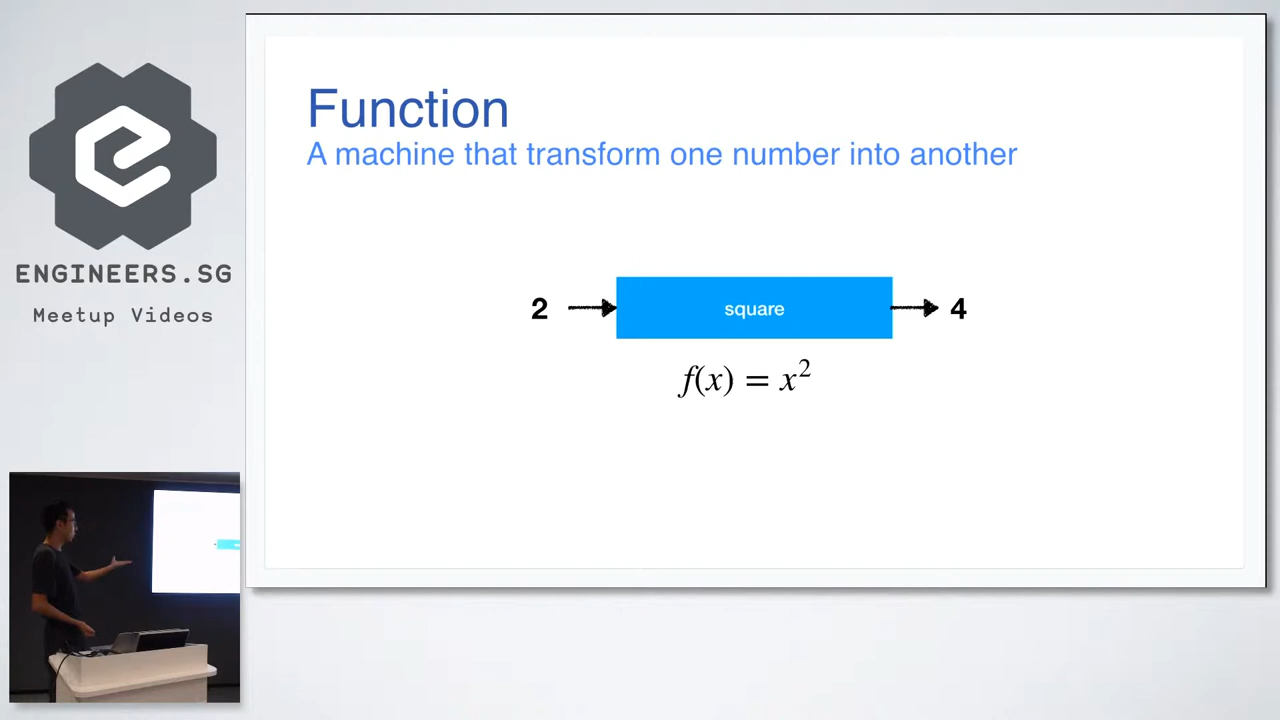 ENGINEERS.SG
Meetup Videos
Function
A machine that transform one number into another
2 square 4
f(x) = x²